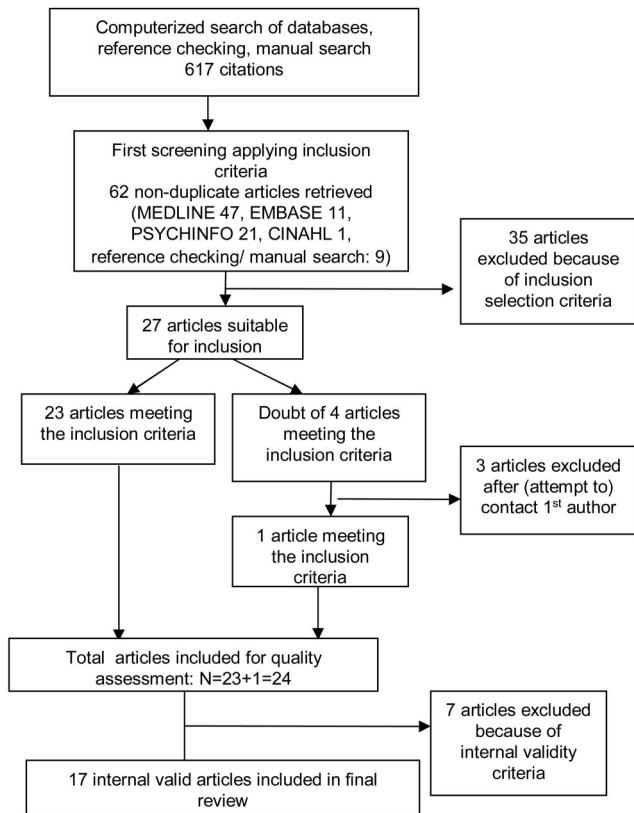 Computerized search of databases,
reference checking, manual search
617 citations
First screening applying inclusion
criteria
62 non-duplicate articles retrieved
(MEDLINE 47, EMBASE 11,
PSYCHINFO 21, CINAHL 1,
reference checking/ manual search: 9)
35 articles
excluded because
of inclusion
selection criteria
27 articles suitable
for inclusion
23 articles meeting
the inclusion criteria
Doubt of 4 articles
meeting the
inclusion criteria
3 articles excluded
after (attempt to)
contact 1st author
1 article meeting
the inclusion
criteria
Total articles included for quality
assessment: N=23+1=24
7 articles excluded
because of
internal validity
criteria
17 internal valid articles included in final
review